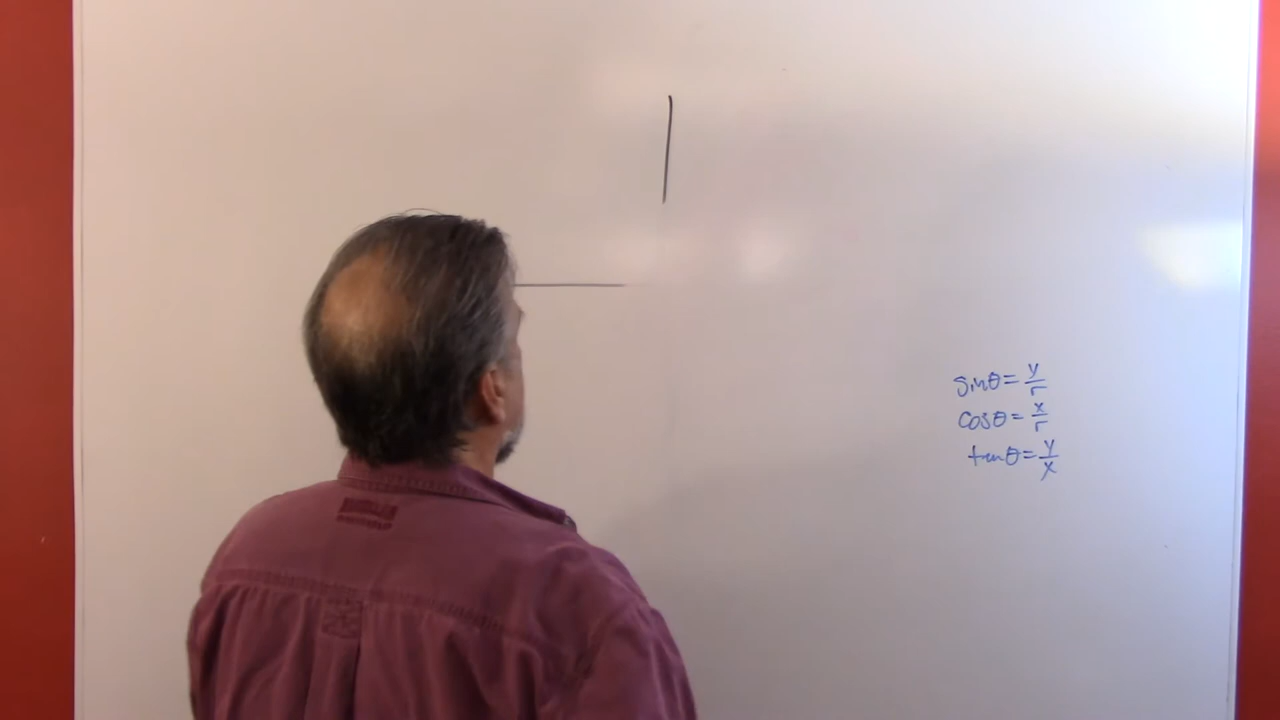 sinθ = y/r
cosθ = x/r
tanθ = y/x